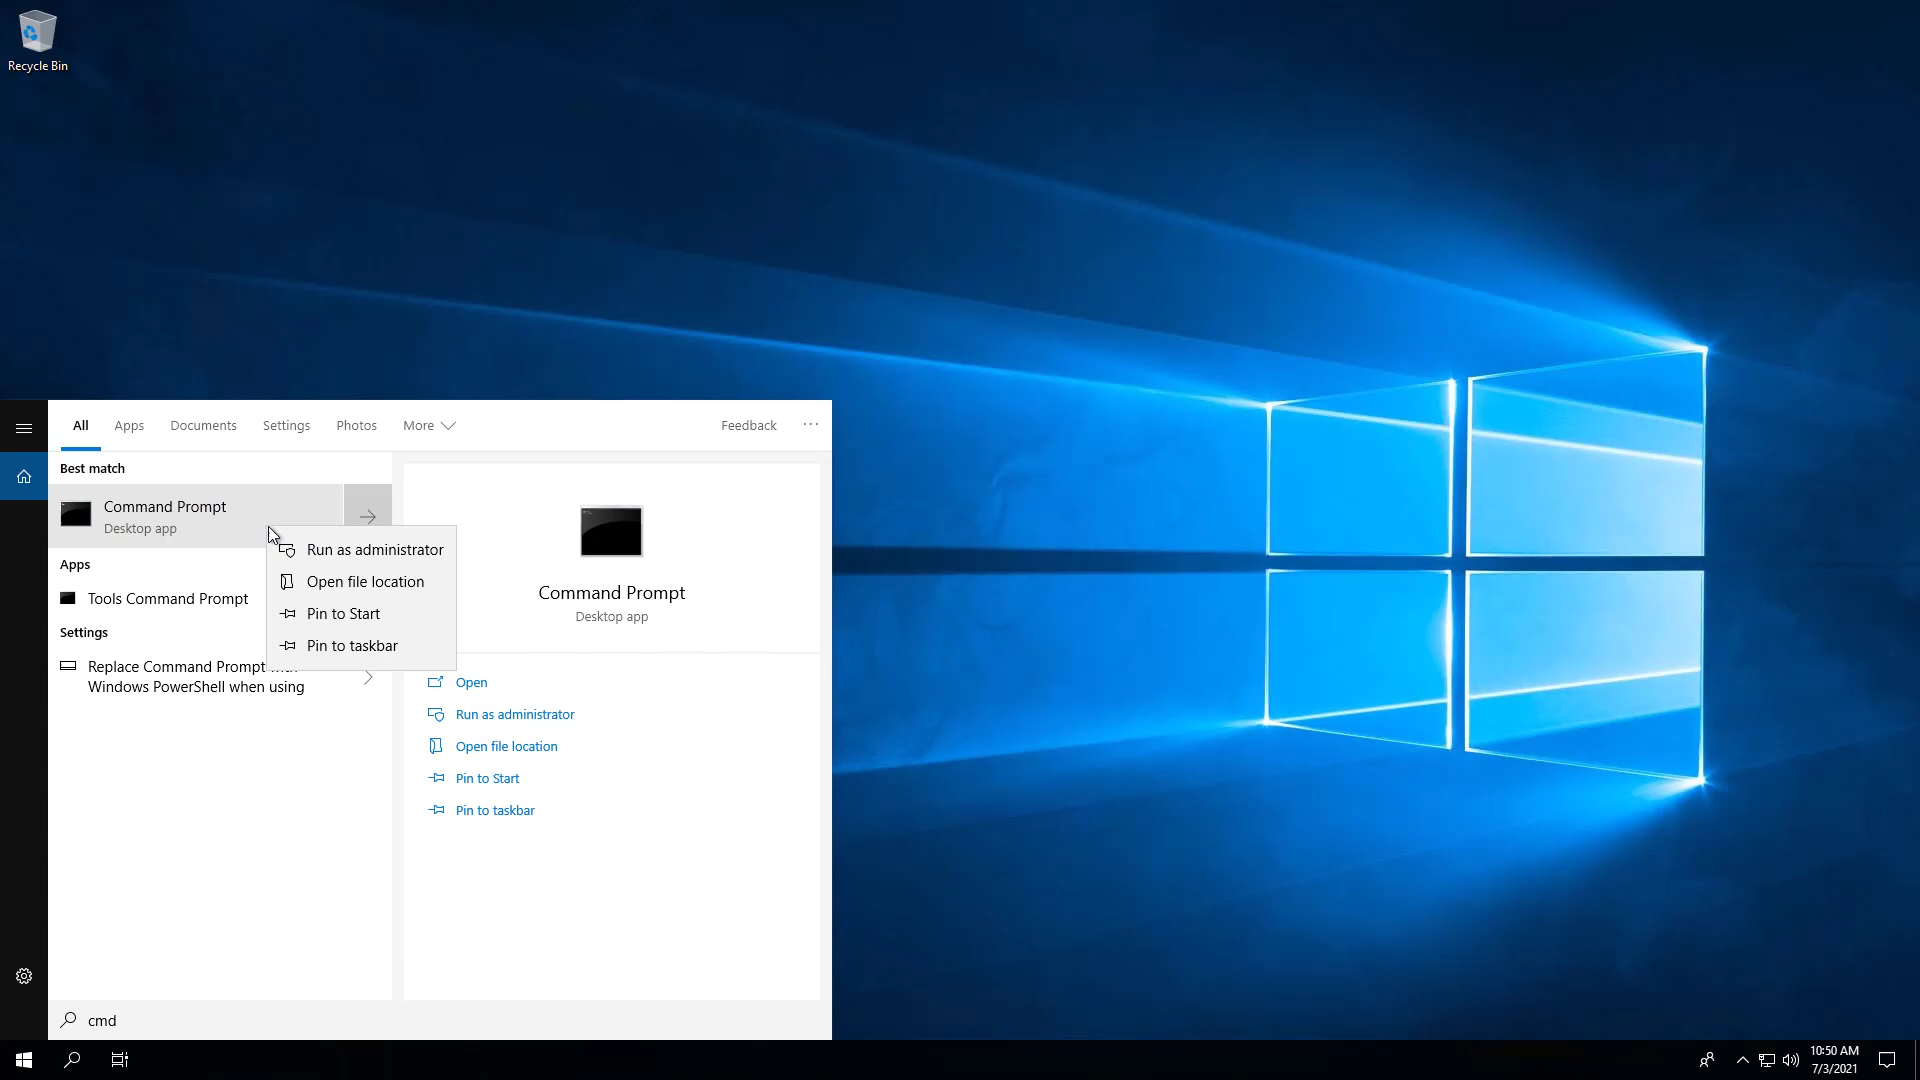 Recycle Bin
All
Apps
Documents
Settings
Photos
More
Feedback
Best match
Command Prompt
Desktop app
Run as administrator
Open file location
Pin to Start
Pin to taskbar
Apps
Tools Command Prompt
Settings
Replace Command Prompt with
Windows PowerShell when using
Command Prompt
Desktop app
Open
Run as administrator
Open file location
Pin to Start
Pin to taskbar
cmd
10:50 AM
7/3/2021